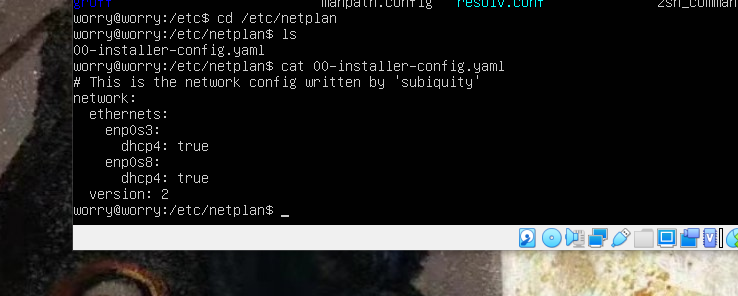 groff manpath.config resolv.conf zsh_comman
worry@worry:/etc$ cd /etc/netplan
worry@worry:/etc/netplan$ ls
00-installer-config.yaml
worry@worry:/etc/netplan$ cat 00-installer-config.yaml
# This is the network config written by 'subiquity'
network:
  ethernets:
    enp0s3:
      dhcp4: true
    enp0s8:
      dhcp4: true
  version: 2
worry@worry:/etc/netplan$ _